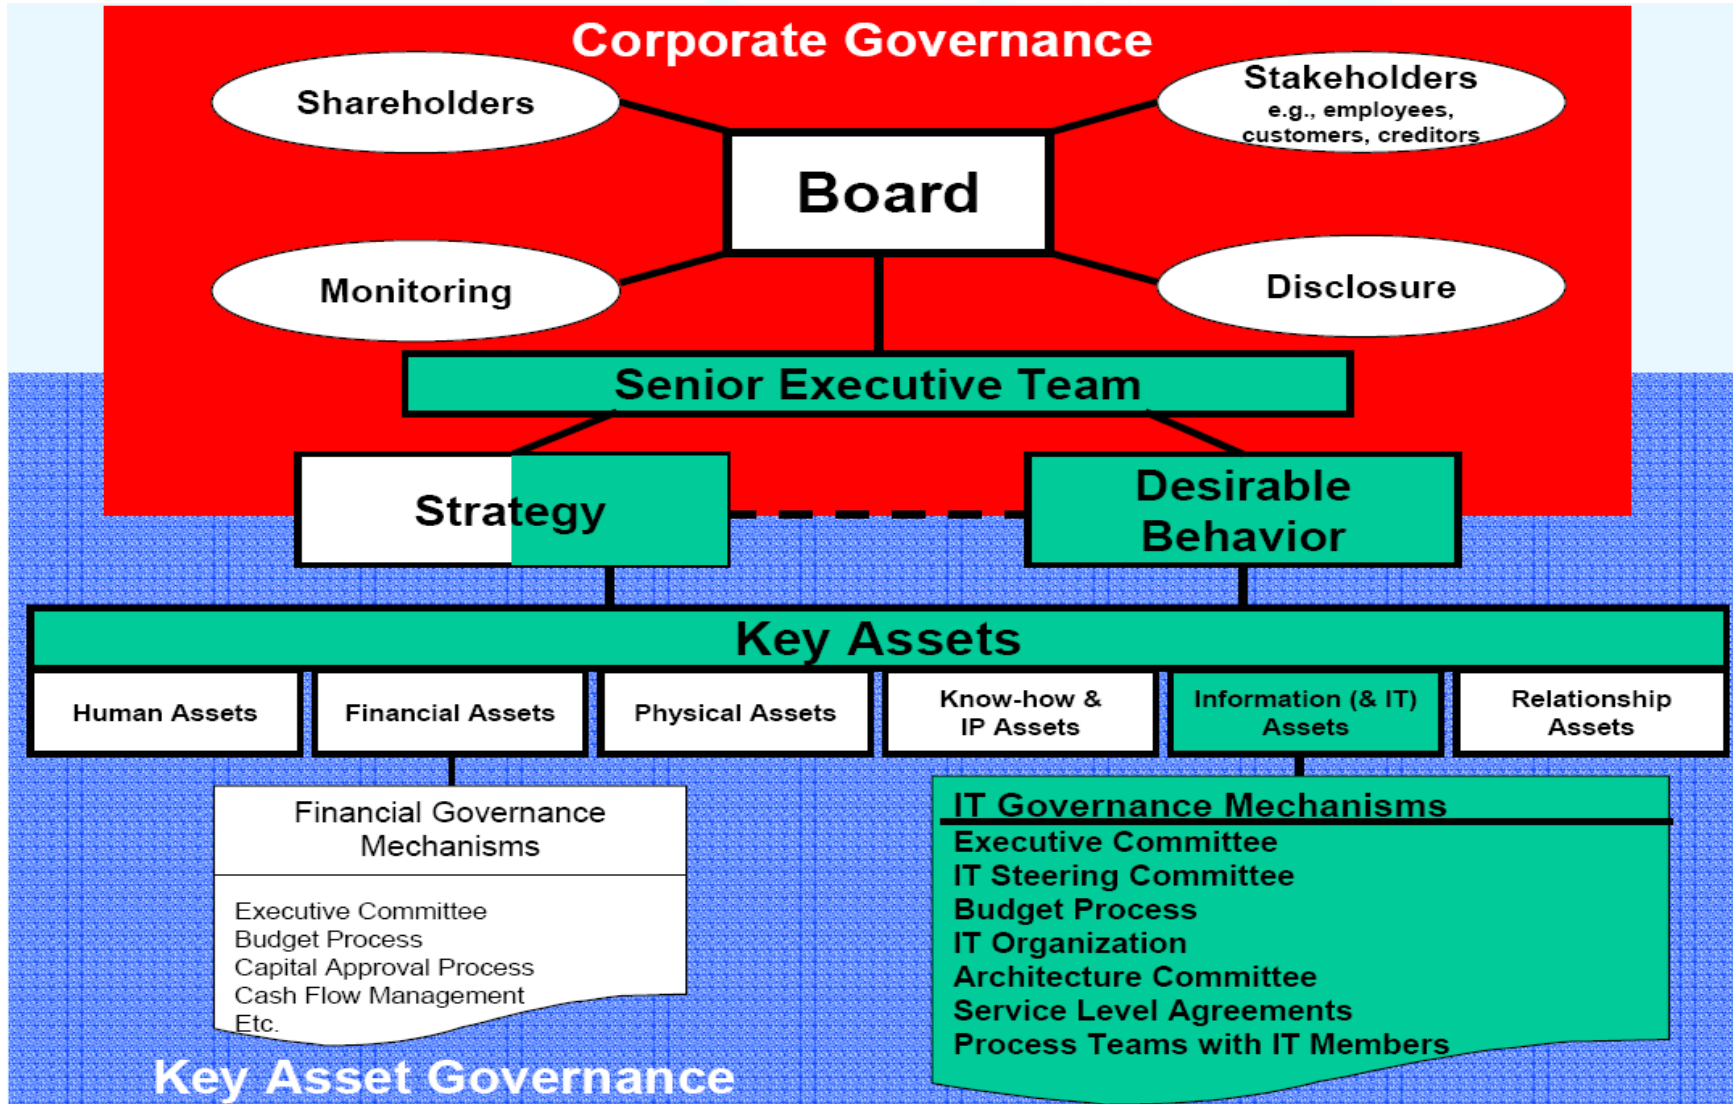 Corporate Governance
Shareholders
Stakeholders
e.g., employees,
customers, creditors
Board
Monitoring
Disclosure
Senior Executive Team
Strategy
Desirable
Behavior
Key Assets
Human Assets
Financial Assets
Physical Assets
Know-how &
IP Assets
Information (& IT)
Assets
Relationship
Assets
Financial Governance
Mechanisms
Executive Committee
Budget Process
Capital Approval Process
Cash Flow Management
Etc.
IT Governance Mechanisms
Executive Committee
IT Steering Committee
Budget Process
IT Organization
Architecture Committee
Service Level Agreements
Process Teams with IT Members
Key Asset Governance